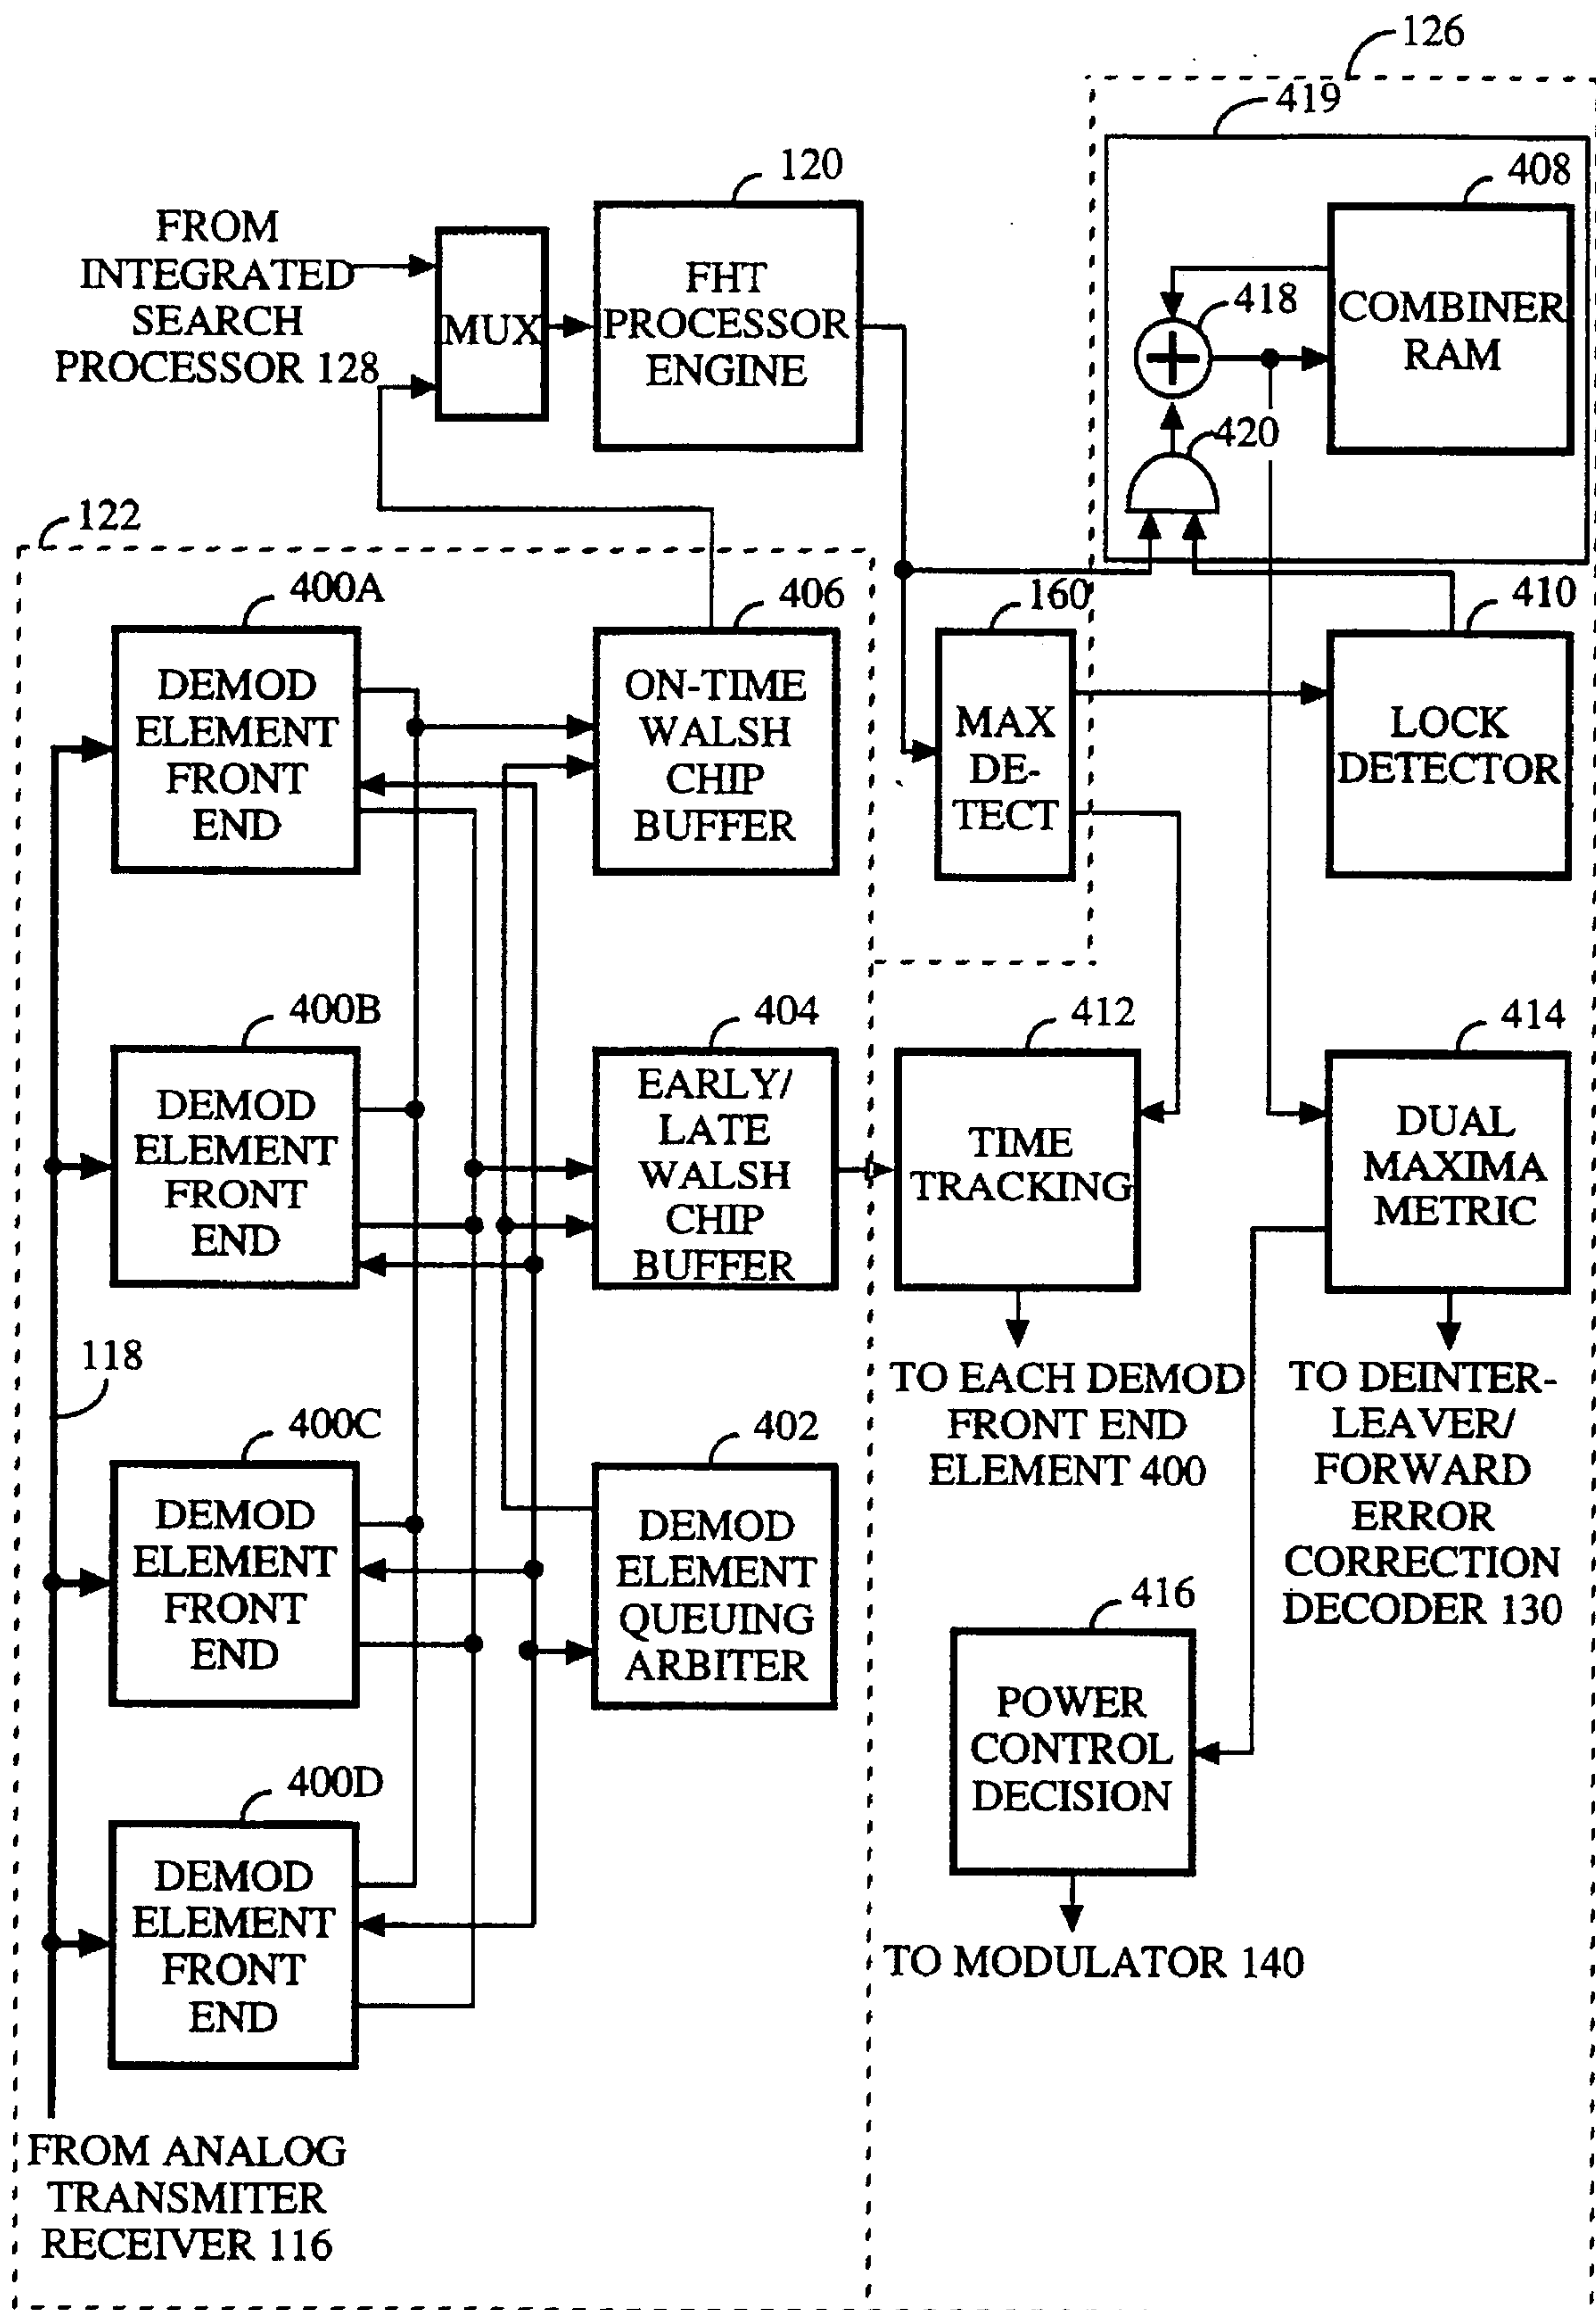 126
419
120
408
FROM
INTEGRATED
SEARCH
PROCESSOR 128
MUX
FHT
PROCESSOR
ENGINE
418
COMBINER
RAM
420
122
400A
406
160
410
DEMOD
ELEMENT
FRONT
END
ON-TIME
WALSH
CHIP
BUFFER
MAX
DE-
TECT
LOCK
DETECTOR
400B
404
412
414
DEMOD
ELEMENT
FRONT
END
EARLY/
LATE
WALSH
CHIP
BUFFER
TIME
TRACKING
DUAL
MAXIMA
METRIC
118
TO EACH DEMOD
FRONT END
ELEMENT 400
TO DEINTER-
LEAVER/
FORWARD
ERROR
CORRECTION
DECODER 130
400C
402
DEMOD
ELEMENT
FRONT
END
DEMOD
ELEMENT
QUEUING
ARBITER
416
POWER
CONTROL
DECISION
400D
DEMOD
ELEMENT
FRONT
END
TO MODULATOR 140
FROM ANALOG
TRANSMITER
RECEIVER 116